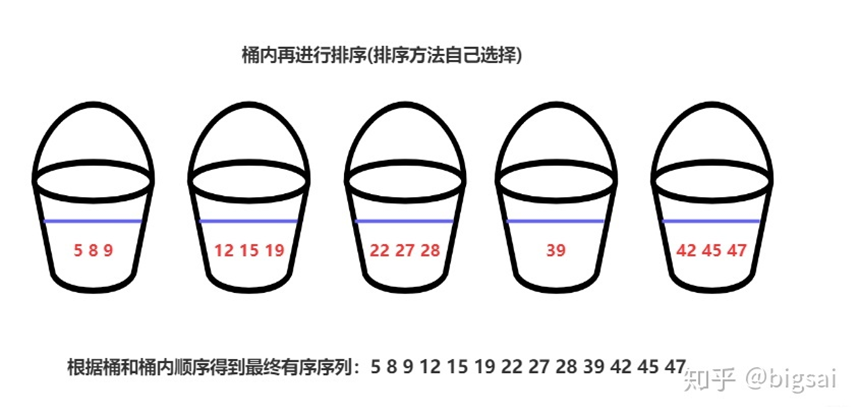 桶内再进行排序(排序方法自己选择)
5 8 9
12 15 19
22 27 28
39
42 45 47
根据桶和桶内顺序得到最终有序序列：5 8 9 12 15 19 22 27 28 39 42 45 47
知乎 @bigsai